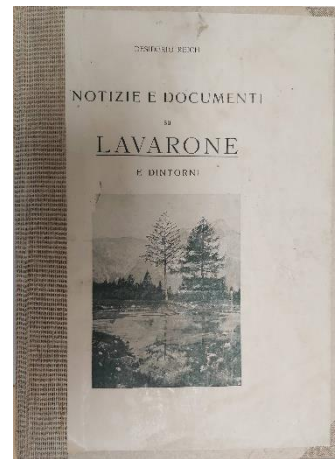 DESIDERIO REICH
NOTIZIE E DOCUMENTI
SU
LAVARONE
E DINTORNI